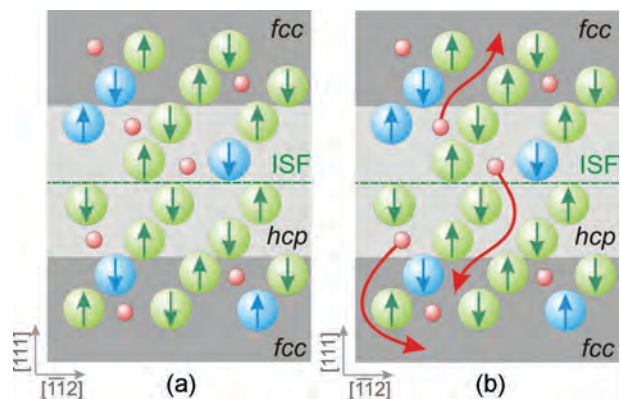 fcc
fcc
ISF
ISF
hcp
hcp
fcc
fcc
[111]
[1̅1̅2]
(a)
[111]
[1̅1̅2]
(b)